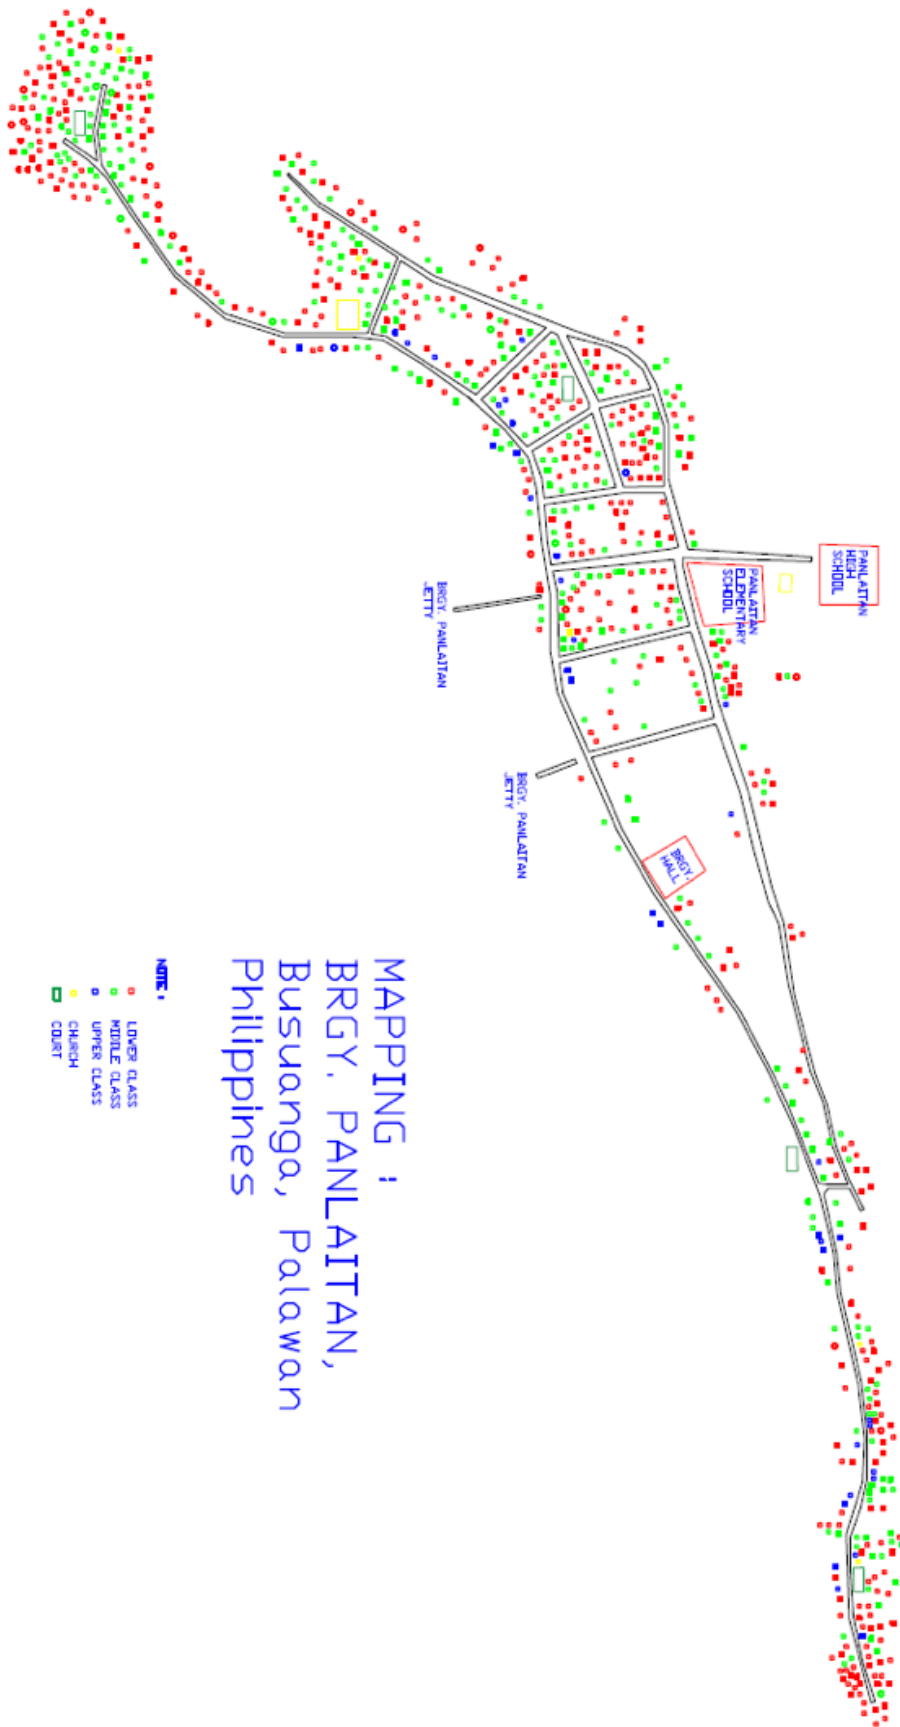 PANLAITAN
HIGH
SCHOOL
PANLAITAN
ELEMENTARY
SCHOOL
BRGY. PANLAITAN
JETTY
BRGY. PANLAITAN
JETTY
BRGY.
HALL
MAPPING :
BRGY. PANLAITAN,
Busuanga, Palawan
Philippines
NOTE :
LOWER CLASS
MIDDLE CLASS
UPPER CLASS
CHURCH
COURT